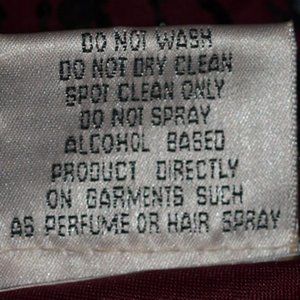 DO NOT WASH
DO NOT DRY CLEAN
SPOT CLEAN ONLY
DO NOT SPRAY
ALCOHOL BASED
PRODUCT DIRECTLY
ON GARMENTS SUCH
AS PERFUME OR HAIR SPRAY